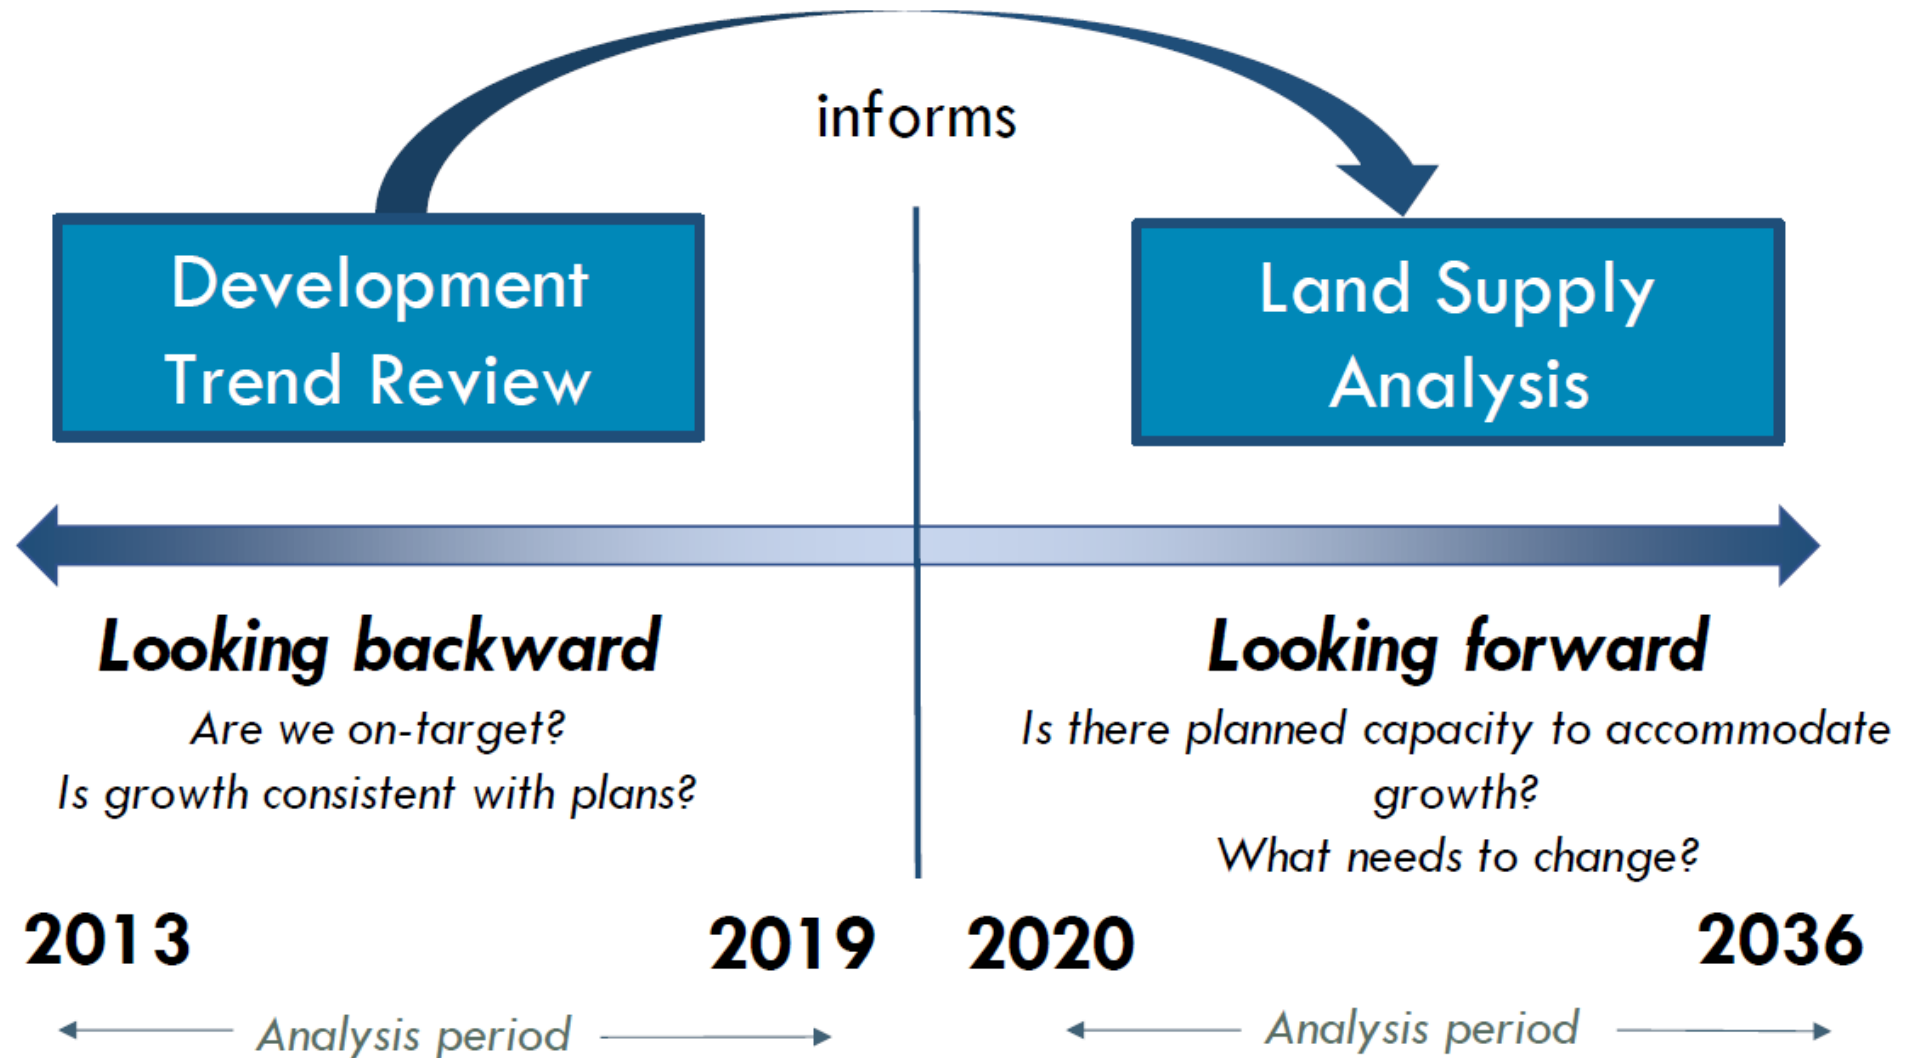 informs
Development
Trend Review
Land Supply
Analysis
Looking backward
Are we on-target?
Is growth consistent with plans?
Looking forward
Is there planned capacity to accommodate
growth?
What needs to change?
2013
2019
2020
2036
Analysis period
Analysis period